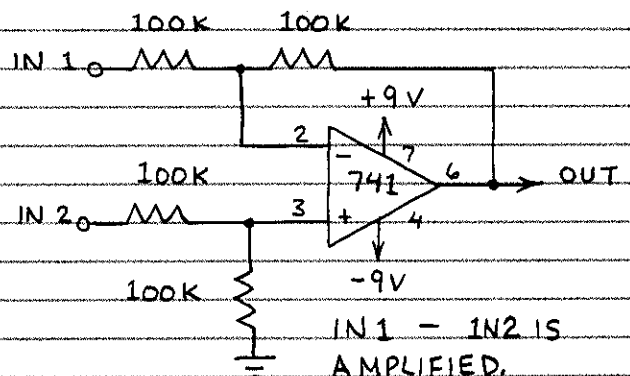 100K 100K
IN 1
+9V
2
- 7
741 6 OUT
100K
IN 2 3
+ 4
-9V
100K
IN1 - IN2 IS
AMPLIFIED.